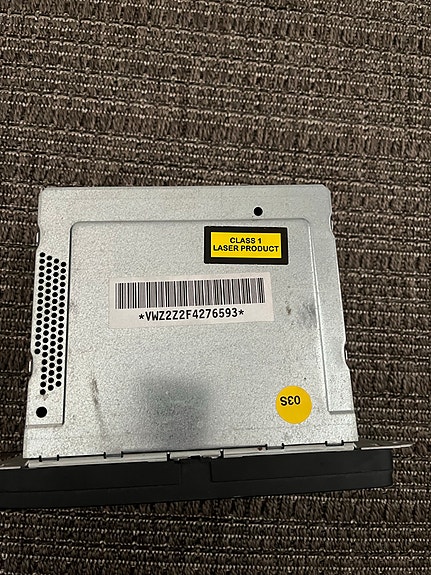 CLASS 1
LASER PRODUCT
*VWZ2Z2F4276593*
03S